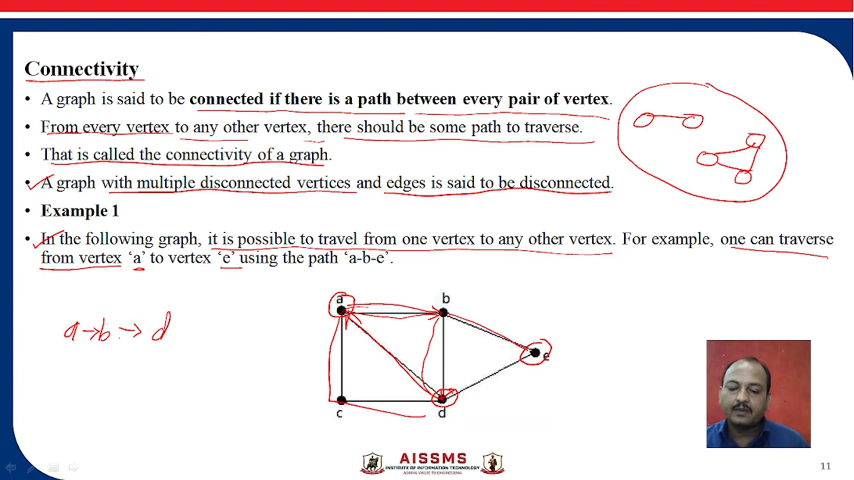 Connectivity
• A graph is said to be connected if there is a path between every pair of vertex.
• From every vertex to any other vertex, there should be some path to traverse.
• That is called the connectivity of a graph.
• A graph with multiple disconnected vertices and edges is said to be disconnected.
• Example 1
• In the following graph, it is possible to travel from one vertex to any other vertex. For example, one can traverse
from vertex ‘a’ to vertex ‘e’ using the path ‘a-b-e’.
a b
a→b→d
e
c d
AISSMS
INSTITUTE OF INFORMATION TECHNOLOGY
ADDING VALUE TO ENGINEERING
11